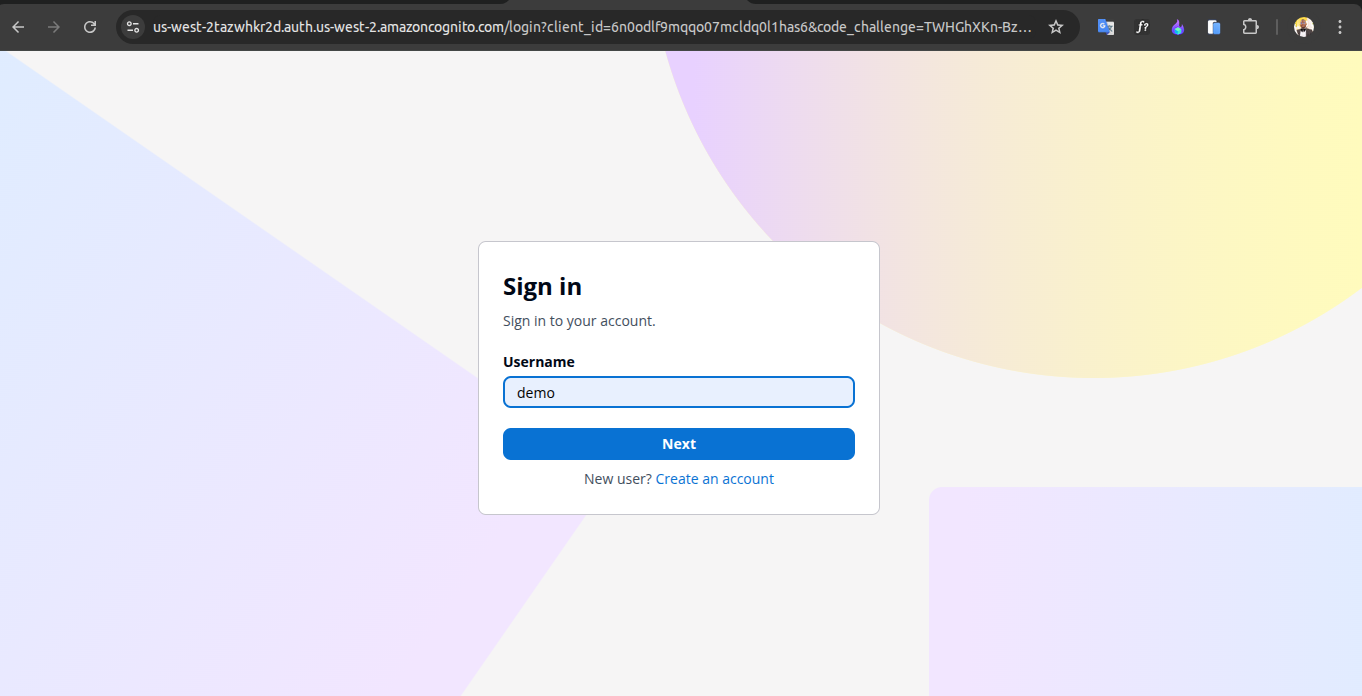 us-west-2tazwhkr2d.auth.us-west-2.amazoncognito.com/login?client_id=6n0odlf9mqqo07mcldq0l1has6&code_challenge=TWHGhXKn-Bz...
f?
Sign in
Sign in to your account.
Username
demo
Next
New user? Create an account